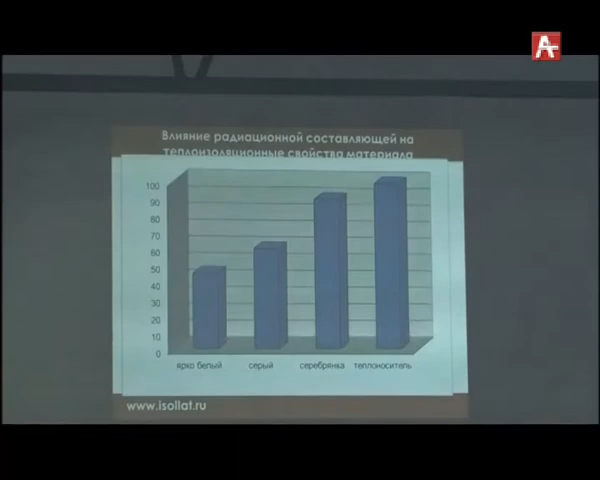 A+
Влияние радиационной составляющей на
теплоизоляционные свойства материала
100
90
80
70
60
50
40
30
20
10
0
ярко белый серый серебрянка теплоноситель
www.isollat.ru